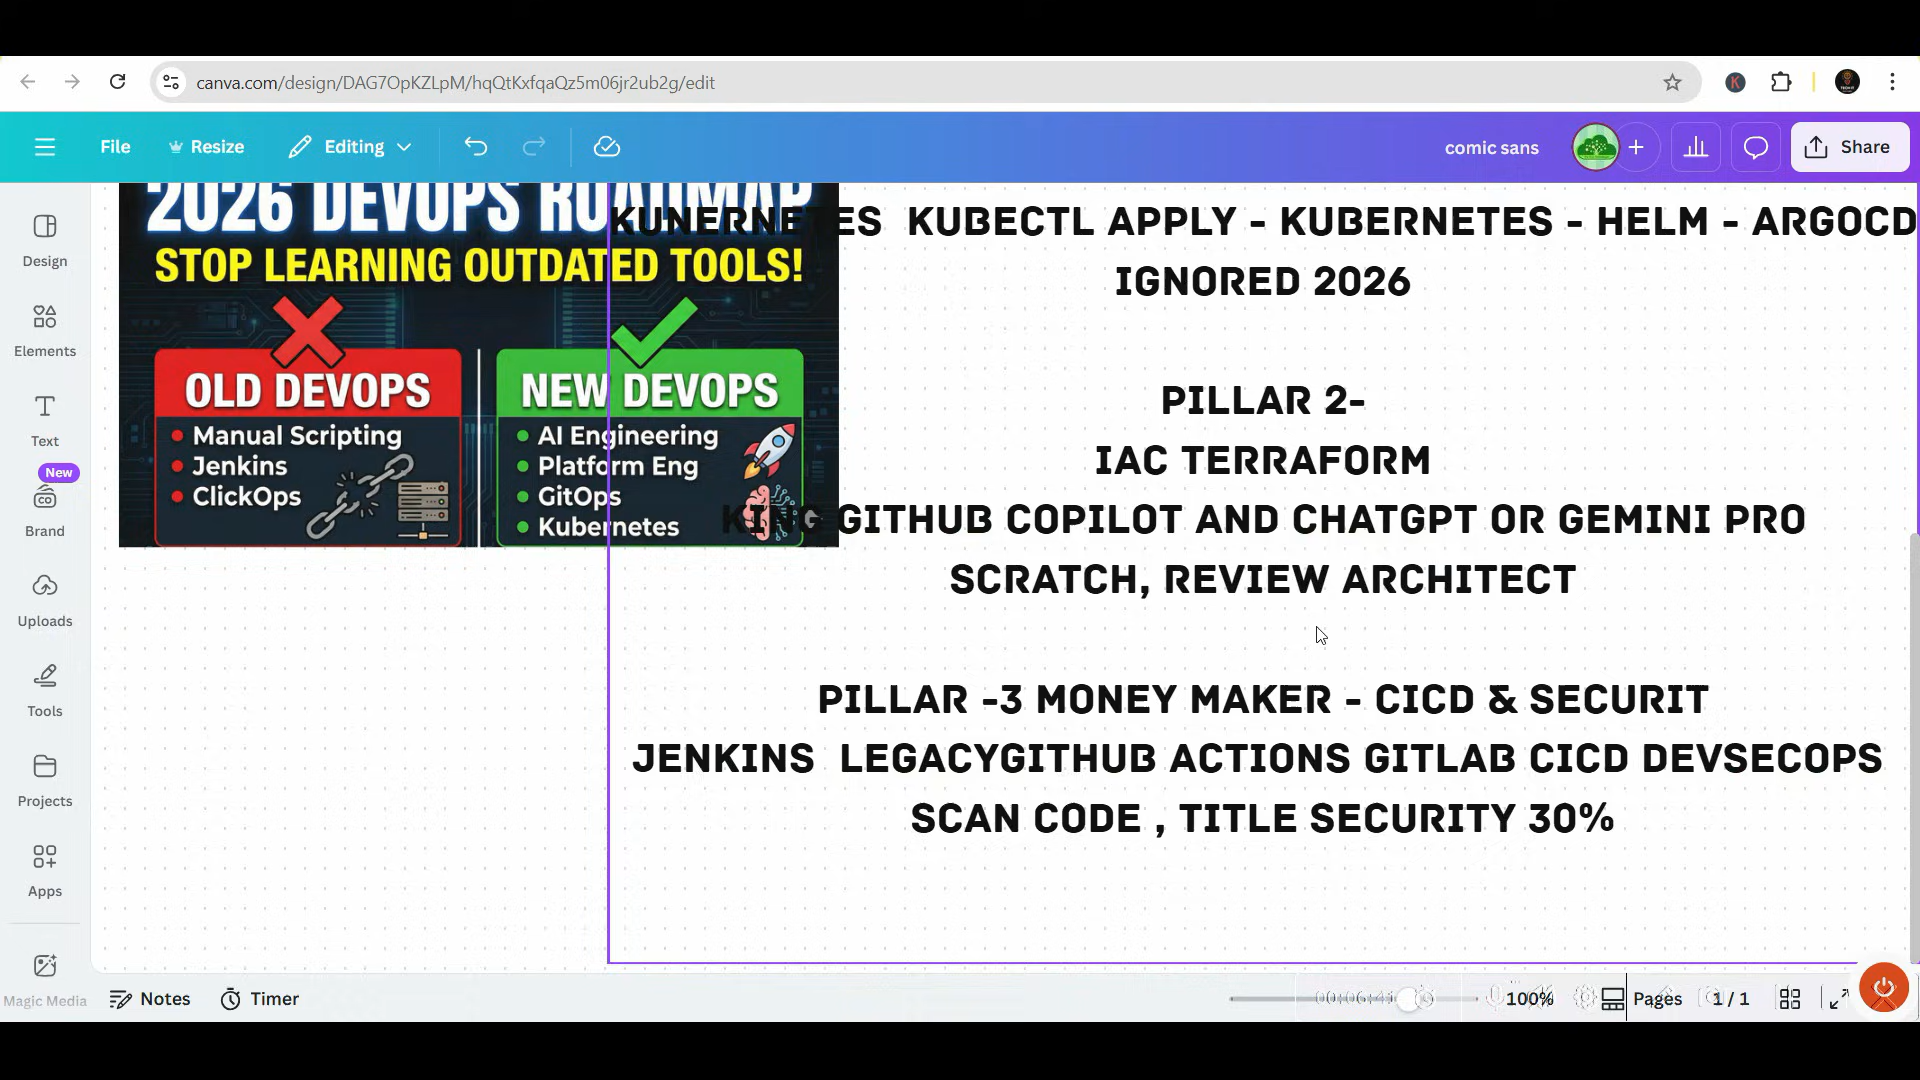 canva.com/design/DAG7OpKZLpM/hqQtKxfqaQz5m06jr2ub2g/edit
K
File
Resize
Editing
comic sans
Share
Design
Elements
Text
New
Brand
Uploads
Tools
Projects
Apps
Magic Media
2026 DEVOPS ROADMAP
STOP LEARNING OUTDATED TOOLS!
OLD DEVOPS
Manual Scripting
Jenkins
ClickOps
NEW DEVOPS
AI Engineering
Platform Eng
GitOps
Kubernetes
KUNERNETES KUBECTL APPLY - KUBERNETES - HELM - ARGOCD
IGNORED 2026
PILLAR 2-
IAC TERRAFORM
KING GITHUB COPILOT AND CHATGPT OR GEMINI PRO
SCRATCH, REVIEW ARCHITECT
PILLAR -3 MONEY MAKER - CICD & SECURIT
JENKINS LEGACYGITHUB ACTIONS GITLAB CICD DEVSECOPS
SCAN CODE , TITLE SECURITY 30%
Notes
Timer
100%
Pages
1 / 1